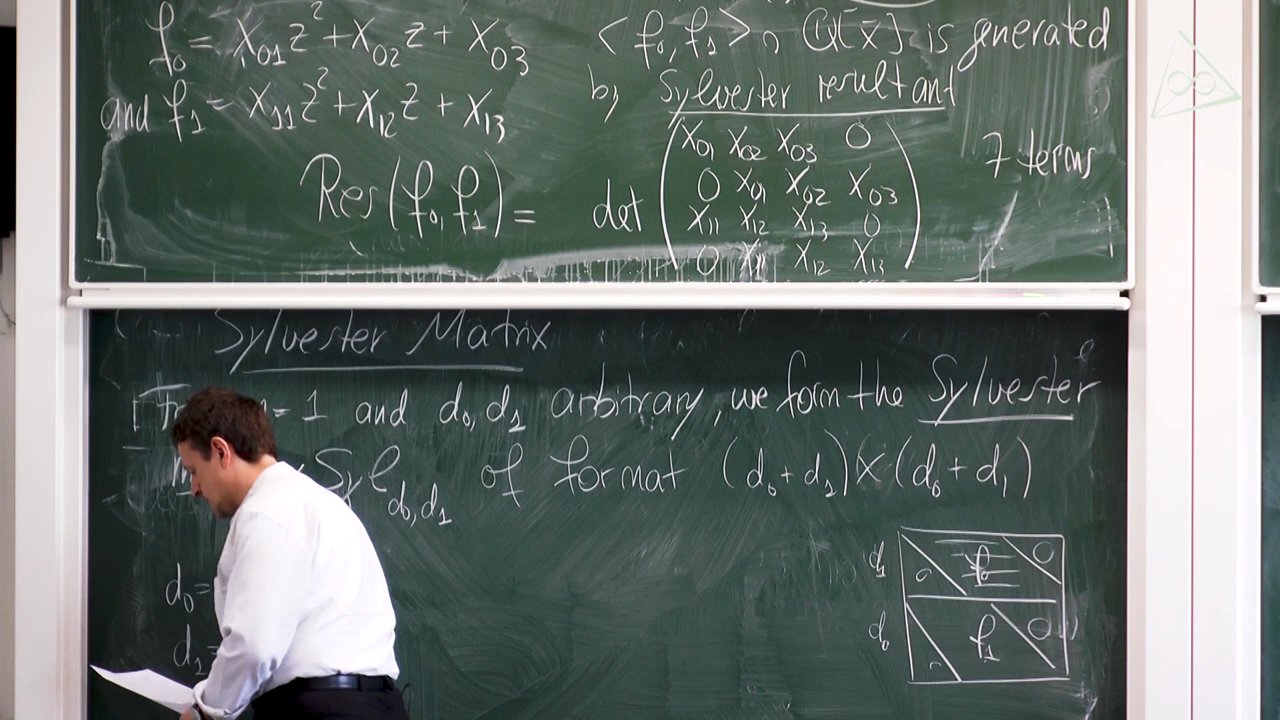 f₀ = X₀₁z² + X₀₂z + X₀₃
and f₁ = X₁₁z² + X₁₂z + X₁₃
<f₀, f₁> ∩ Q[x̄] is generated
by Sylvester resultant
Res(f₀, f₁) = det
X₀₁ X₀₂ X₀₃ 0
0 X₀₁ X₀₂ X₀₃
X₁₁ X₁₂ X₁₃ 0
0 X₁₁ X₁₂ X₁₃
7 terms
Sylvester Matrix
= 1 and d₀, d₁ arbitrary, we form the Sylvester
Syl d₀,d₁ of format (d₀+d₁)×(d₀+d₁)
d₁ 0 f₀ 0
d₀ 0 f₁ 0
d₀ =
d₁ =